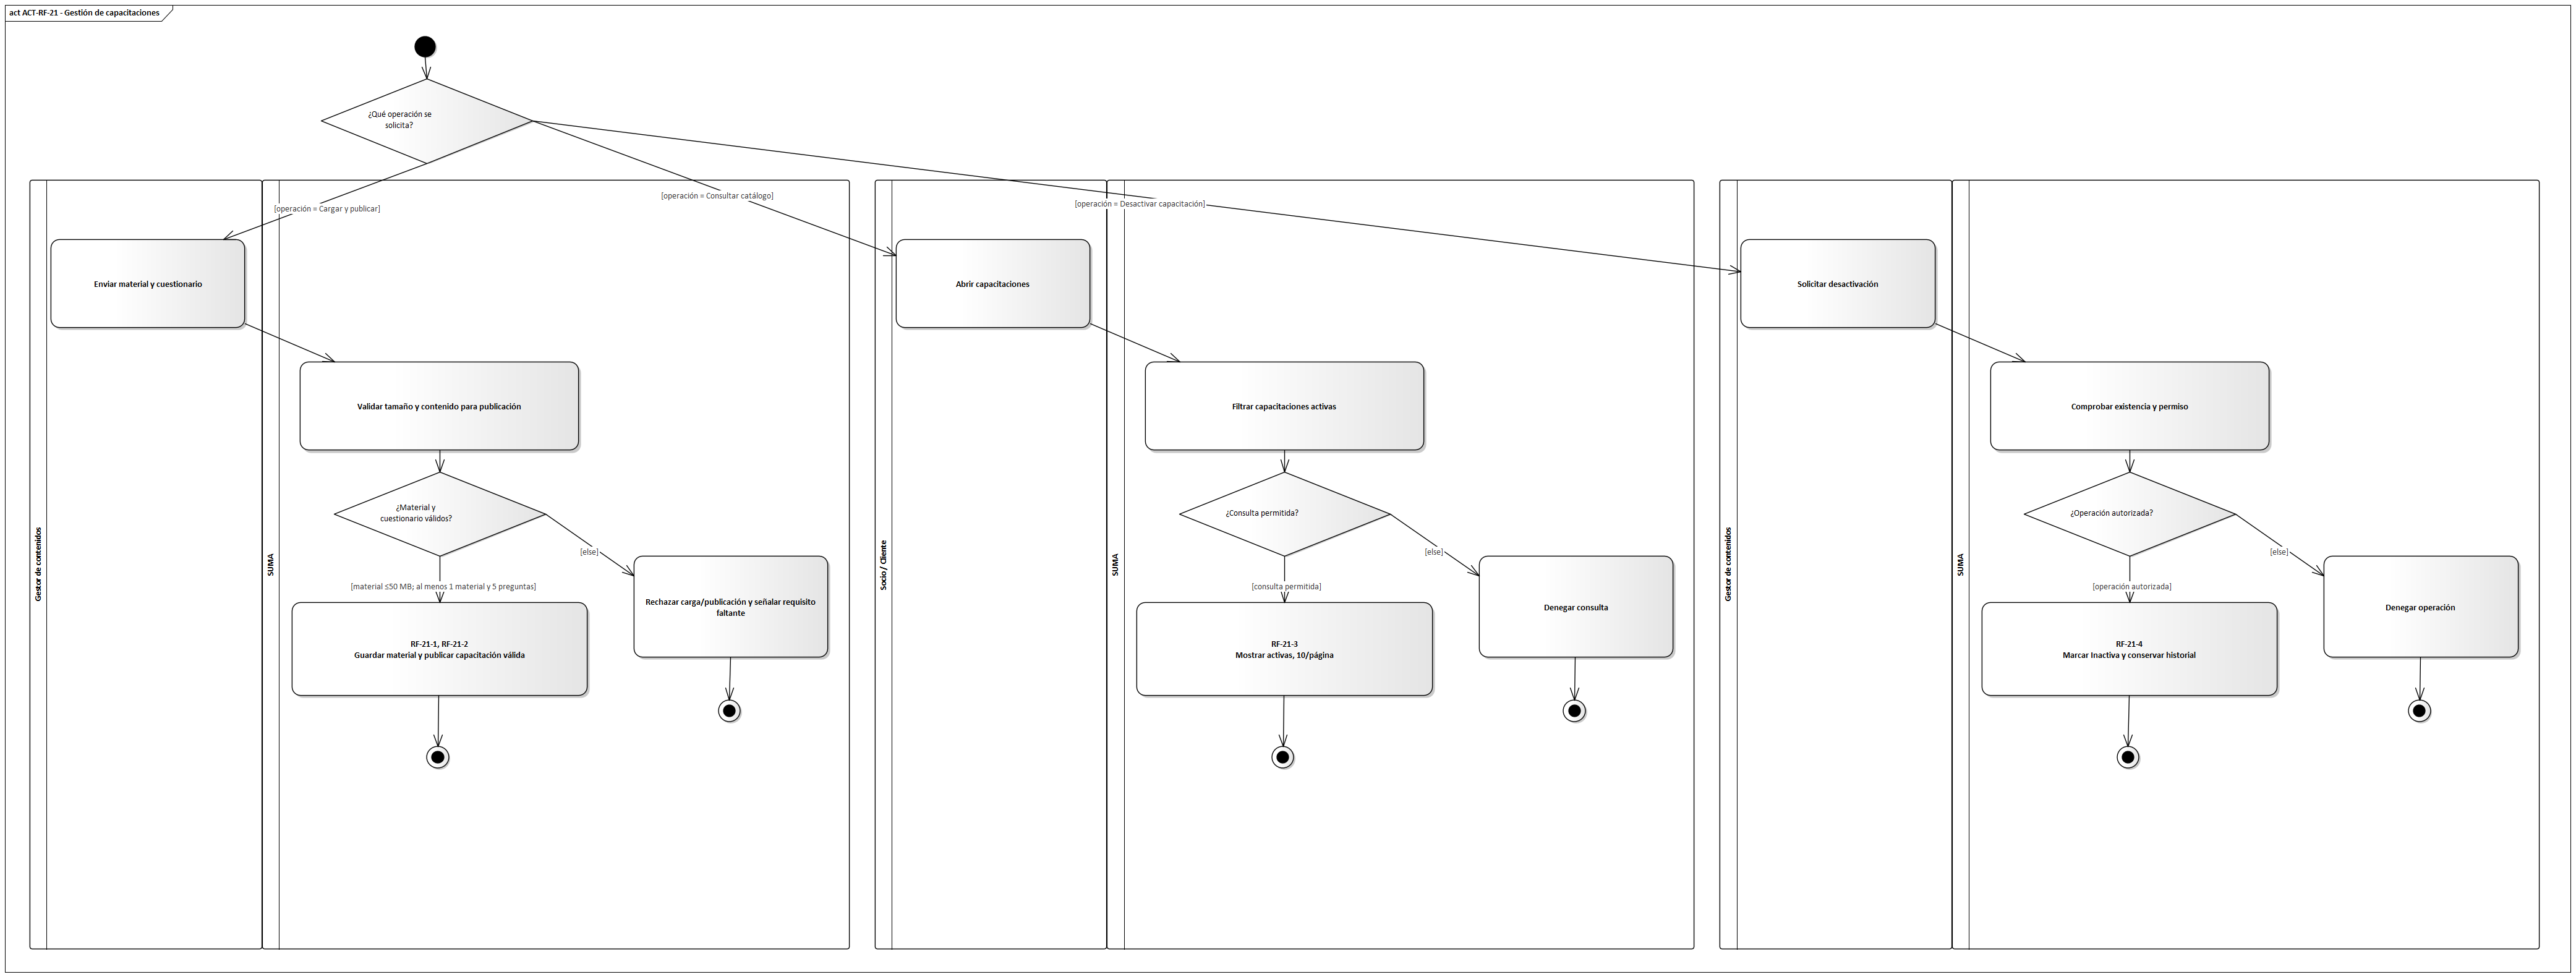 act ACT-RF-21 - Gestión de capacitaciones
¿Qué operación se
solicita?
[operación = Cargar y publicar]
[operación = Consultar catálogo]
[operación = Desactivar capacitación]
Gestor de contenidos
SUMA
Enviar material y cuestionario
Validar tamaño y contenido para publicación
¿Material y
cuestionario válidos?
[else]
[material ≤50 MB; al menos 1 material y 5 preguntas]
Rechazar carga/publicación y señalar requisito
faltante
RF-21-1, RF-21-2
Guardar material y publicar capacitación válida
Socio / Cliente
SUMA
Abrir capacitaciones
Filtrar capacitaciones activas
¿Consulta permitida?
[else]
[consulta permitida]
Denegar consulta
RF-21-3
Mostrar activas, 10/página
Gestor de contenidos
SUMA
Solicitar desactivación
Comprobar existencia y permiso
¿Operación autorizada?
[else]
[operación autorizada]
Denegar operación
RF-21-4
Marcar Inactiva y conservar historial